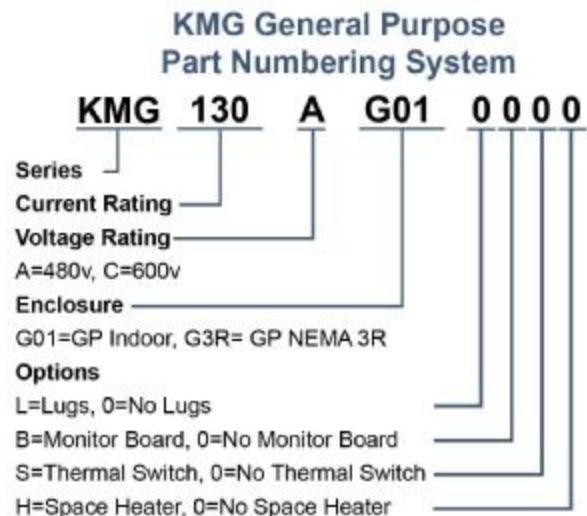 KMG General Purpose
Part Numbering System
KMG 130 A G01 0 0 0 0
Series
Current Rating
Voltage Rating
A=480v, C=600v
Enclosure
G01=GP Indoor, G3R= GP NEMA 3R
Options
L=Lugs, 0=No Lugs
B=Monitor Board, 0=No Monitor Board
S=Thermal Switch, 0=No Thermal Switch
H=Space Heater, 0=No Space Heater